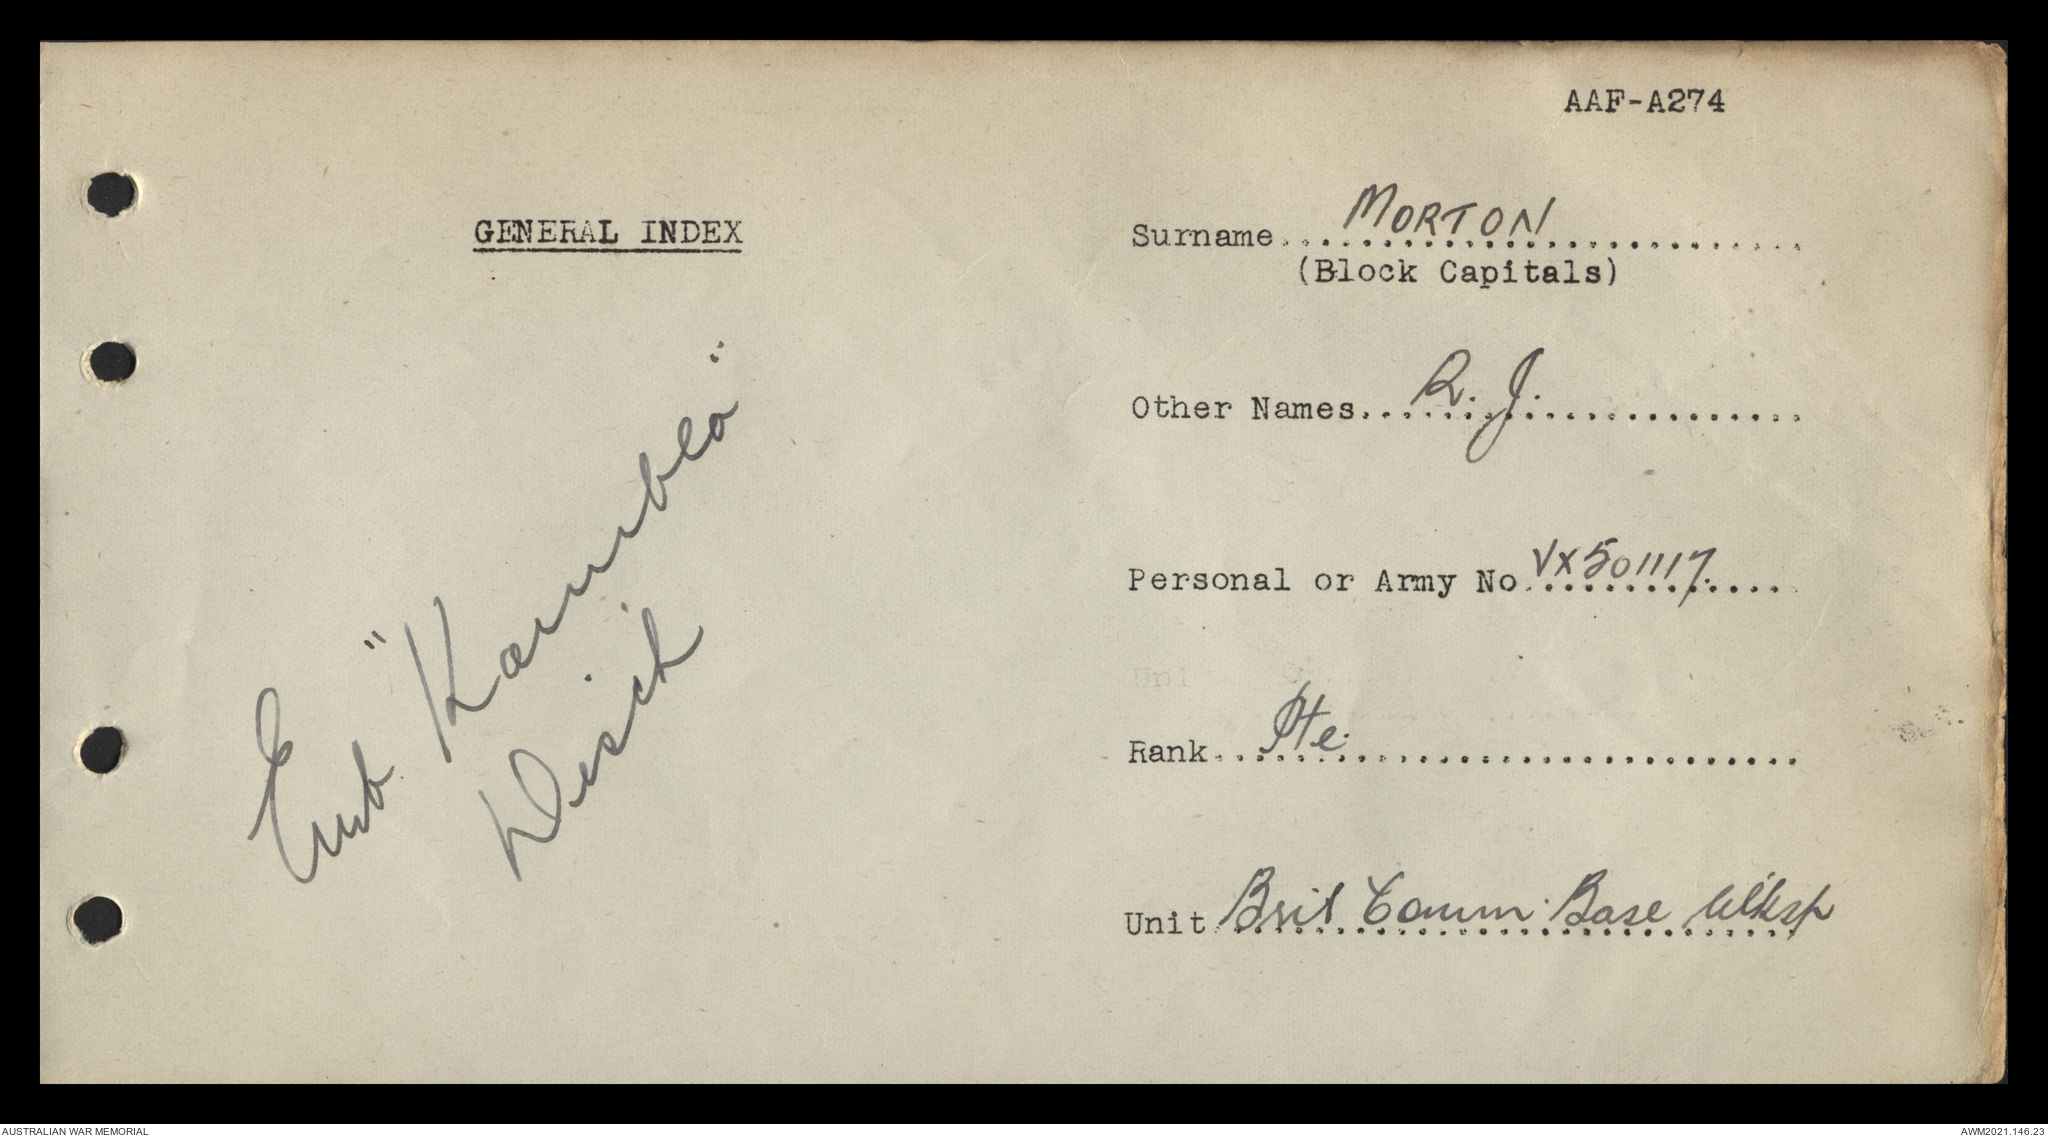 AAF-A274
GENERAL INDEX
Surname MORTON
(Block Capitals)
Other Names R. J.
Personal or Army No VX501117
Rank Pte.
Unit Brit Comm. Base W'ksp
Emb "Kanimbla"
Disch
AUSTRALIAN WAR MEMORIAL
AWM2021.146.23